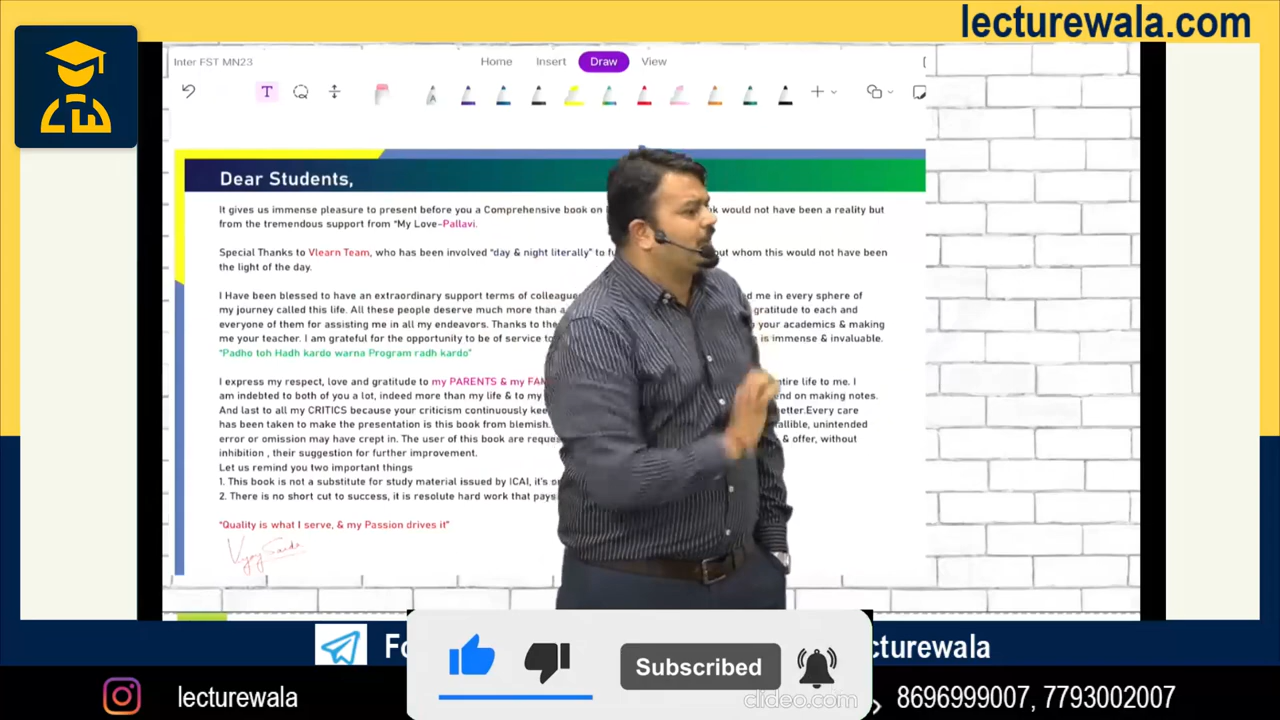 lecturewala.com
Inter FST MN23
Home Insert Draw View
T
Dear Students,
It gives us immense pleasure to present before you a Comprehensive book on would not have been a reality but
from the tremendous support from "My Love-Pallavi.
Special Thanks to Vlearn Team, who has been involved "day & night literally" to whom this would not have been
the light of the day.
I Have been blessed to have an extraordinary support terms of me in every sphere of
my journey called this life. All these people deserve much more than a gratitude to each and
everyone of them for assisting me in all my endeavors. Thanks to your academics & making
me your teacher. I am grateful for the opportunity to be of service is immense & invaluable.
"Padho toh Hadh kardo warna Program radh kardo"
I express my respect, love and gratitude to my PARENTS & my life to me. I
am indebted to both of you a lot, indeed more than my life & to my on making notes.
And last to all my CRITICS because your criticism continuously Every care
has been taken to make the presentation is this book from blemish. unintended
error or omission may have crept in. The user of this book are & offer, without
inhibition , their suggestion for further improvement.
Let us remind you two important things
1. This book is not a substitute for study material issued by ICAI, it's
2. There is no short cut to success, it is resolute hard work that pays
"Quality is what I serve, & my Passion drives it"
Subscribed
clideo.com
lecturewala
8696999007, 7793002007